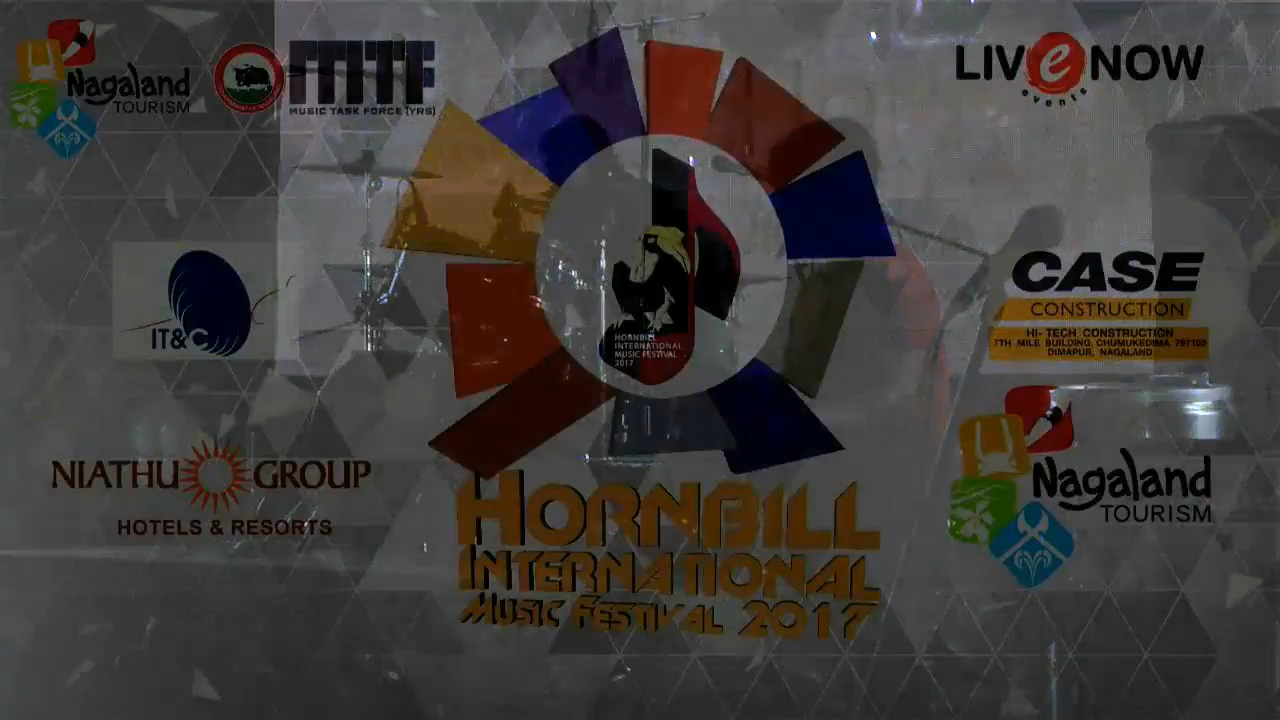 Nagaland
TOURISM
MTF
MUSIC TASK FORCE (YRS)
LIVeNOW
events
IT&C
HORNBILL
INTERNATIONAL
MUSIC FESTIVAL
2017
CASE
CONSTRUCTION
HI- TECH CONSTRUCTION
7TH MILE BUILDING, CHUMUKEDIMA 797103
DIMAPUR, NAGALAND
NIATHU GROUP
HOTELS & RESORTS
Nagaland
TOURISM
HORNBILL
INTERNATIONAL
MUSIC FESTIVAL 2017